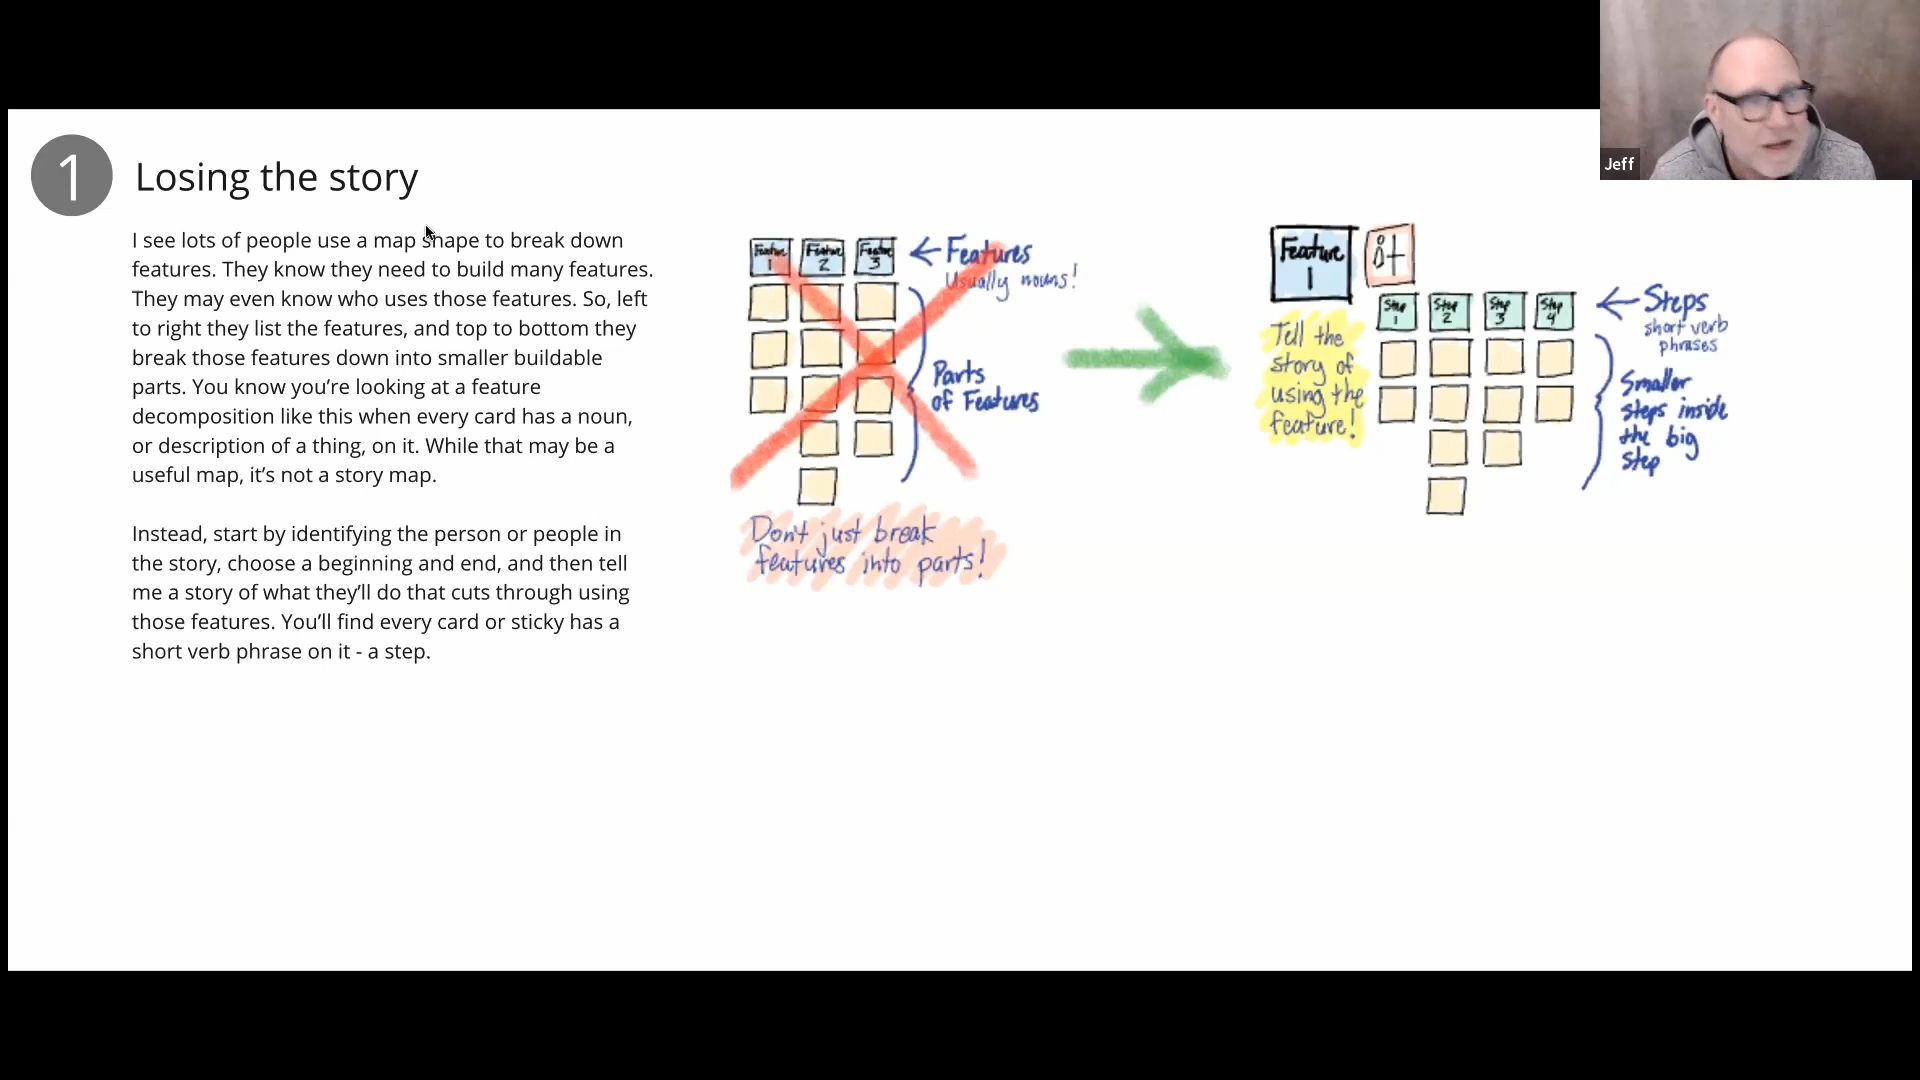 Jeff
1
Losing the story
I see lots of people use a map shape to break down
features. They know they need to build many features.
They may even know who uses those features. So, left
to right they list the features, and top to bottom they
break those features down into smaller buildable
parts. You know you're looking at a feature
decomposition like this when every card has a noun,
or description of a thing, on it. While that may be a
useful map, it's not a story map.
Instead, start by identifying the person or people in
the story, choose a beginning and end, and then tell
me a story of what they'll do that cuts through using
those features. You'll find every card or sticky has a
short verb phrase on it - a step.
Feature
1
Feature
2
Feature
3
Features
Usually nouns!
Parts
of Features
Don't just break
features into parts!
Feature
1
Tell the
story of
using the
feature!
Step
1
Step
2
Step
3
Step
4
Steps
short verb
phrases
Smaller
steps inside
the big
step